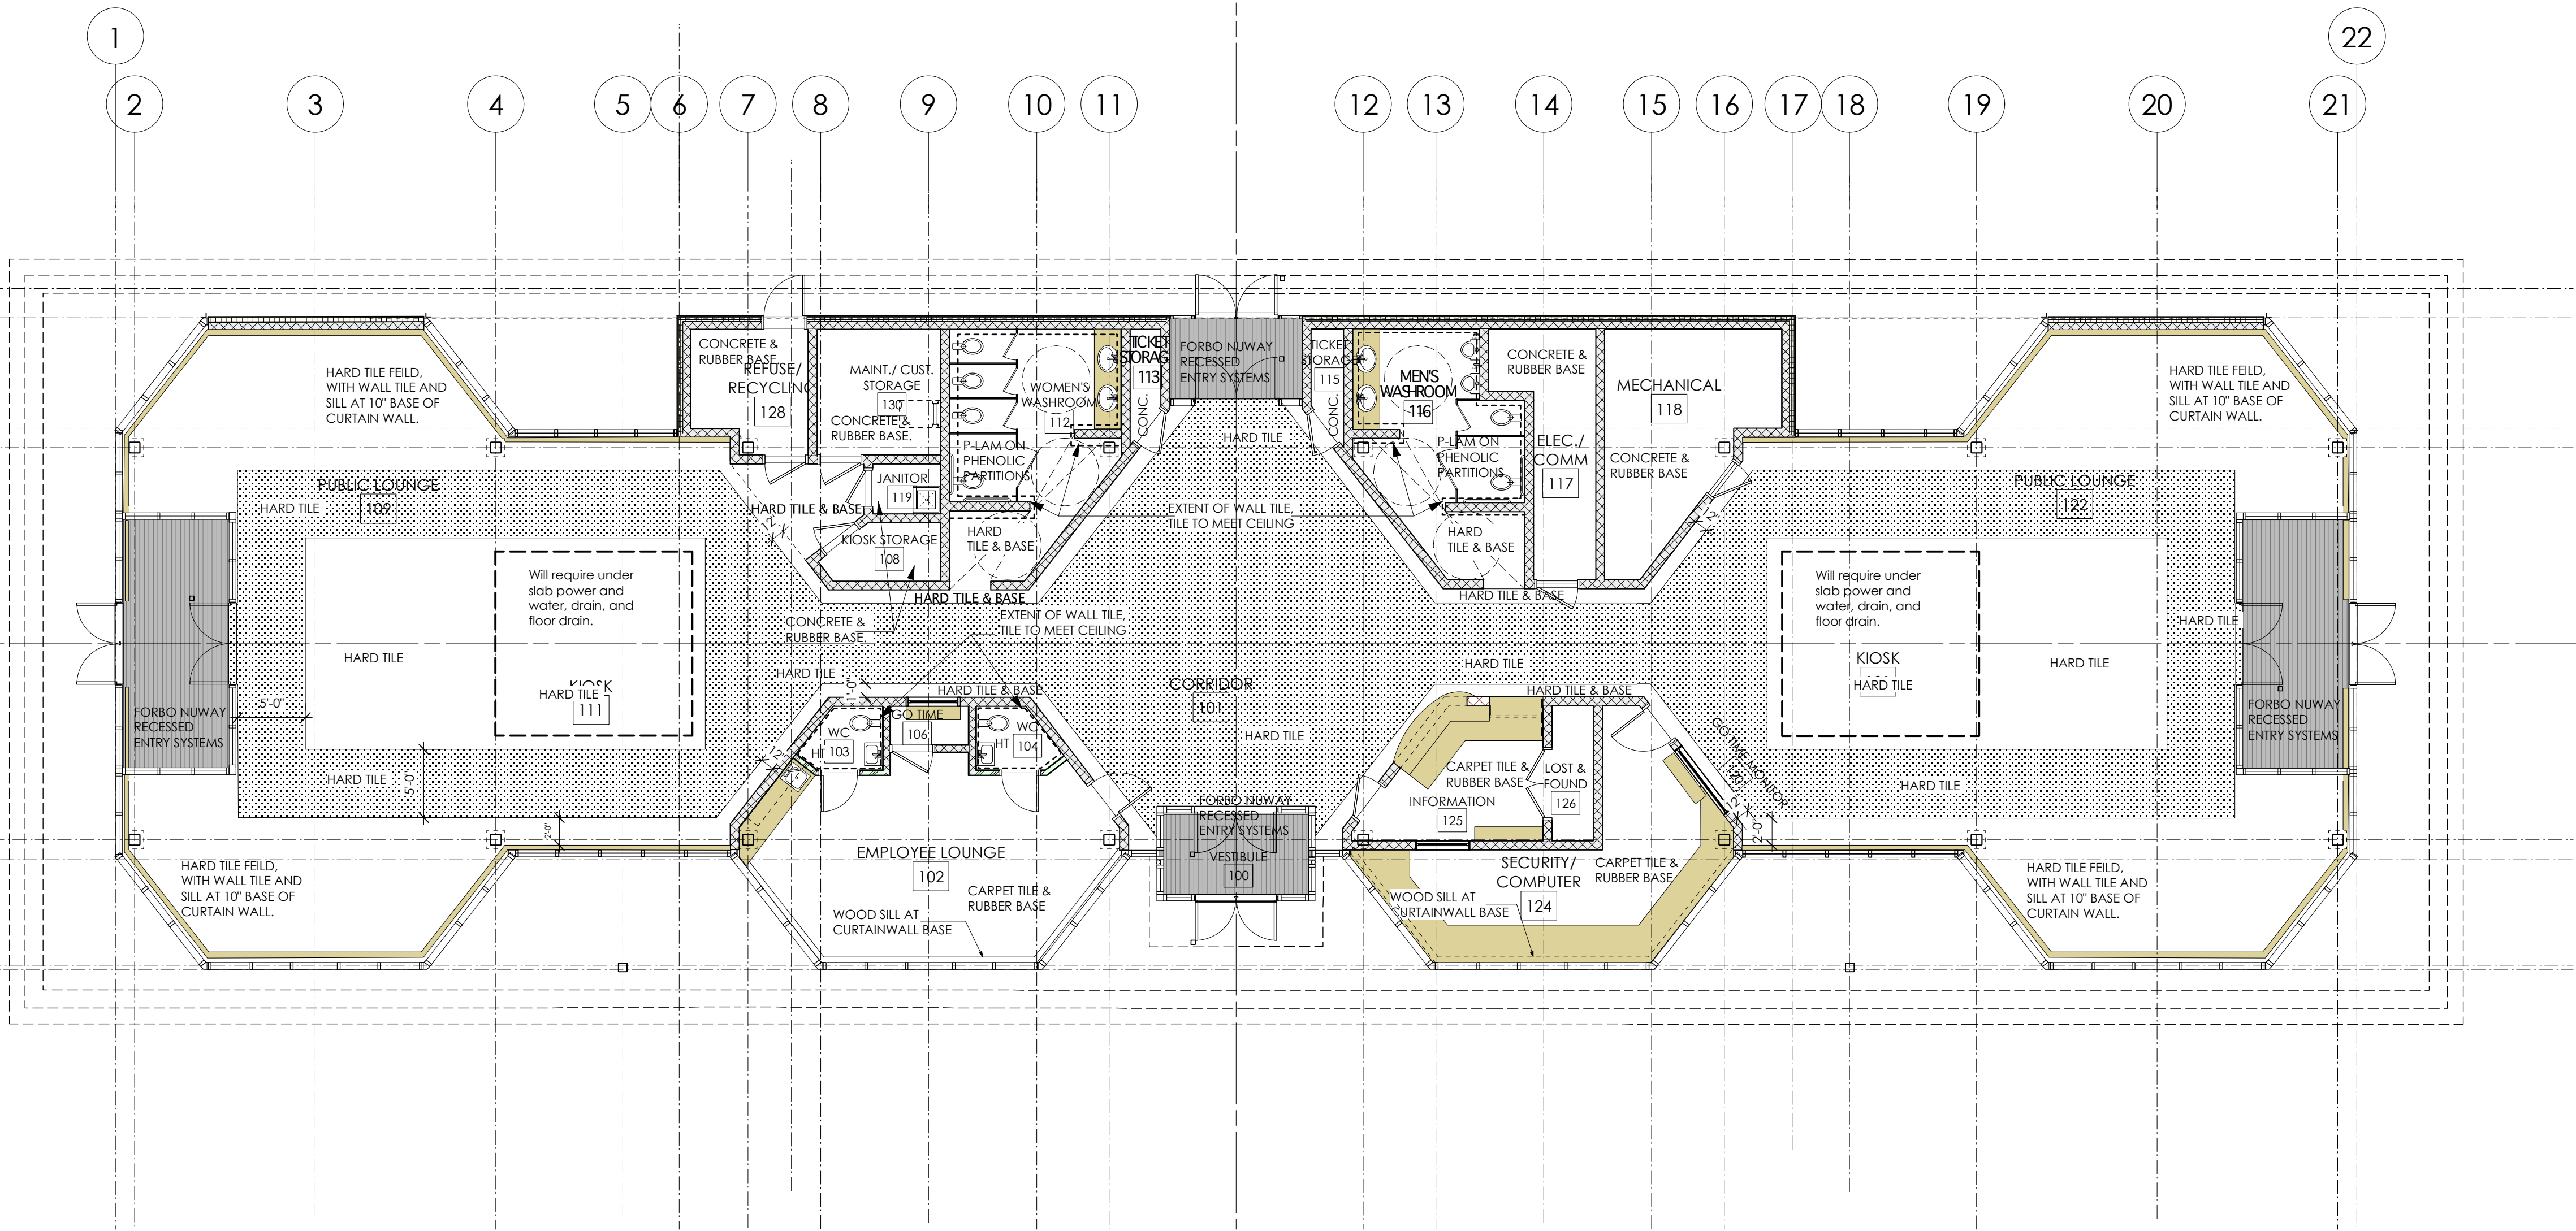 1
22
2
3
4
5
6
7
8
9
10
11
12
13
14
15
16
17
18
19
20
21
HARD TILE FEILD,
WITH WALL TILE AND
SILL AT 10" BASE OF
CURTAIN WALL.
PUBLIC LOUNGE
109
HARD TILE
Will require under
slab power and
water, drain, and
floor drain.
HARD TILE
KIOSK
HARD TILE
111
FORBO NUWAY
RECESSED
ENTRY SYSTEMS
5'-0"
HARD TILE
5'-0"
2'-0"
HARD TILE FEILD,
WITH WALL TILE AND
SILL AT 10" BASE OF
CURTAIN WALL.
CONCRETE &
RUBBER BASE
REFUSE/
RECYCLING
128
MAINT./ CUST.
STORAGE
130
CONCRETE &
RUBBER BASE.
JANITOR
119
HARD TILE & BASE
12"
KIOSK STORAGE
108
WOMEN'S
WASHROOM
112
P-LAM ON
PHENOLIC
PARTITIONS
HARD
TILE & BASE
HARD TILE & BASE
TICKET
STORAGE
113
CONC.
FORBO NUWAY
RECESSED
ENTRY SYSTEMS
HARD TILE
TICKET
STORAGE
115
CONC.
EXTENT OF WALL TILE,
TILE TO MEET CEILING
CONCRETE &
RUBBER BASE.
EXTENT OF WALL TILE,
TILE TO MEET CEILING
HARD TILE
1'-0"
HARD TILE & BASE
WC
HT 103
GO TIME
106
WC
HT 104
12"
EMPLOYEE LOUNGE
102
CARPET TILE &
RUBBER BASE
WOOD SILL AT
CURTAINWALL BASE
CORRIDOR
101
HARD TILE
FORBO NUWAY
RECESSED
ENTRY SYSTEMS
VESTIBULE
100
MEN'S
WASHROOM
116
P-LAM ON
PHENOLIC
PARTITIONS
HARD
TILE & BASE
CONCRETE &
RUBBER BASE
ELEC./
COMM
117
MECHANICAL
118
CONCRETE &
RUBBER BASE
12"
HARD TILE & BASE
HARD TILE
HARD TILE & BASE
CARPET TILE &
RUBBER BASE
INFORMATION
125
LOST &
FOUND
126
SECURITY/
COMPUTER
124
CARPET TILE &
RUBBER BASE
WOOD SILL AT
CURTAINWALL BASE
GO TIME MONITOR
120
12"
2'-0"
HARD TILE FEILD,
WITH WALL TILE AND
SILL AT 10" BASE OF
CURTAIN WALL.
PUBLIC LOUNGE
122
Will require under
slab power and
water, drain, and
floor drain.
KIOSK
HARD TILE
HARD TILE
HARD TILE
FORBO NUWAY
RECESSED
ENTRY SYSTEMS
HARD TILE
HARD TILE FEILD,
WITH WALL TILE AND
SILL AT 10" BASE OF
CURTAIN WALL.